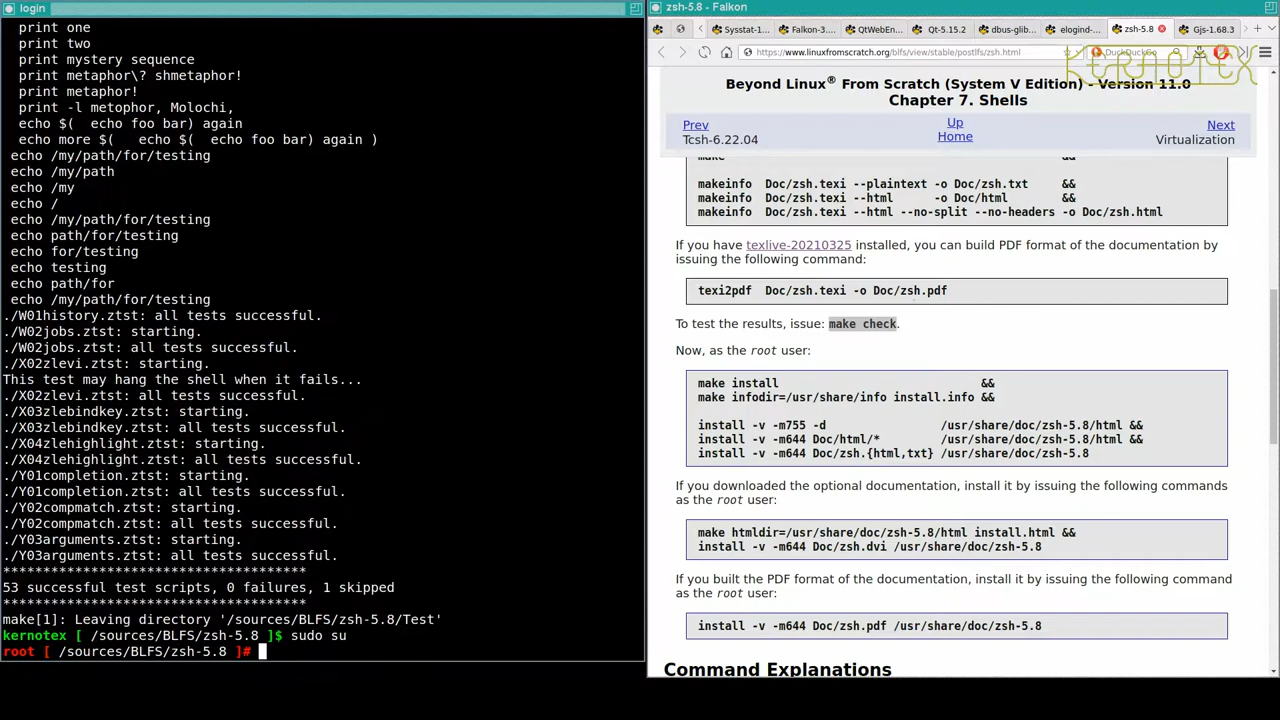 login
print one
print two
print mystery sequence
print metaphor\? shmetaphor!
print metaphor!
print -l metophor, Molochi,
echo $(  echo foo bar) again
echo more $(   echo $(  echo foo bar) again )
echo /my/path/for/testing
echo /my/path
echo /my
echo /
echo /my/path/for/testing
echo path/for/testing
echo for/testing
echo testing
echo path/for
echo /my/path/for/testing
./W01history.ztst: all tests successful.
./W02jobs.ztst: starting.
./W02jobs.ztst: all tests successful.
./X02zlevi.ztst: starting.
This test may hang the shell when it fails...
./X02zlevi.ztst: all tests successful.
./X03zlebindkey.ztst: starting.
./X03zlebindkey.ztst: all tests successful.
./X04zlehighlight.ztst: starting.
./X04zlehighlight.ztst: all tests successful.
./Y01completion.ztst: starting.
./Y01completion.ztst: all tests successful.
./Y02compmatch.ztst: starting.
./Y02compmatch.ztst: all tests successful.
./Y03arguments.ztst: starting.
./Y03arguments.ztst: all tests successful.
**************************************
53 successful test scripts, 0 failures, 1 skipped
**************************************
make[1]: Leaving directory '/sources/BLFS/zsh-5.8/Test'
kernotex [ /sources/BLFS/zsh-5.8 ]$ sudo su
root [ /sources/BLFS/zsh-5.8 ]#
zsh-5.8 - Falkon
Sysstat-1... Falkon-3.... QtWebEn... Qt-5.15.2 dbus-glib... elogind-... zsh-5.8 Gjs-1.68.3
https://www.linuxfromscratch.org/blfs/view/stable/postlfs/zsh.html DuckDuckGo
KERNOTEX
Beyond Linux® From Scratch (System V Edition) - Version 11.0
Chapter 7. Shells
Prev Up Next
Tcsh-6.22.04 Home Virtualization
make &&
makeinfo  Doc/zsh.texi --plaintext -o Doc/zsh.txt     &&
makeinfo  Doc/zsh.texi --html      -o Doc/html        &&
makeinfo  Doc/zsh.texi --html --no-split --no-headers -o Doc/zsh.html
If you have texlive-20210325 installed, you can build PDF format of the documentation by
issuing the following command:
texi2pdf  Doc/zsh.texi -o Doc/zsh.pdf
To test the results, issue: make check.
Now, as the root user:
make install                              &&
make infodir=/usr/share/info install.info &&
install -v -m755 -d                 /usr/share/doc/zsh-5.8/html &&
install -v -m644 Doc/html/*         /usr/share/doc/zsh-5.8/html &&
install -v -m644 Doc/zsh.{html,txt} /usr/share/doc/zsh-5.8
If you downloaded the optional documentation, install it by issuing the following commands
as the root user:
make htmldir=/usr/share/doc/zsh-5.8/html install.html &&
install -v -m644 Doc/zsh.dvi /usr/share/doc/zsh-5.8
If you built the PDF format of the documentation, install it by issuing the following command
as the root user:
install -v -m644 Doc/zsh.pdf /usr/share/doc/zsh-5.8
Command Explanations